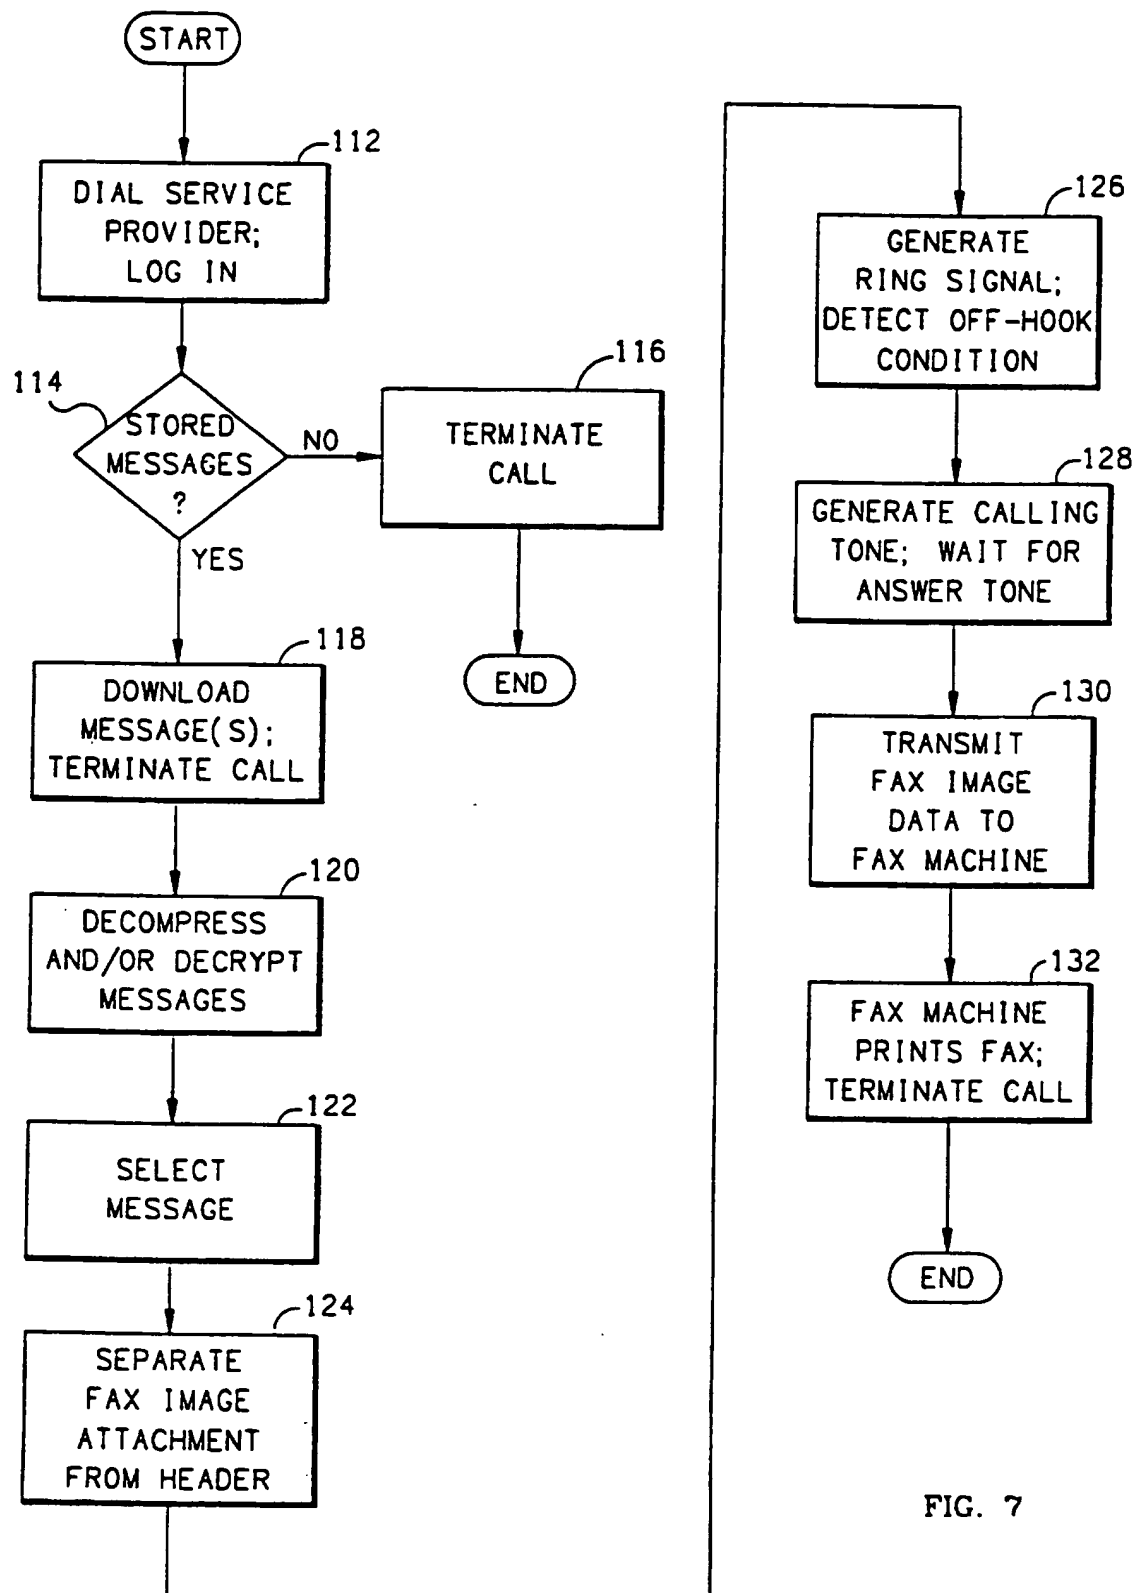 START
112
DIAL SERVICE
PROVIDER;
LOG IN
114
STORED
MESSAGES
?
NO
YES
116
TERMINATE
CALL
END
118
DOWNLOAD
MESSAGE(S);
TERMINATE CALL
120
DECOMPRESS
AND/OR DECRYPT
MESSAGES
122
SELECT
MESSAGE
124
SEPARATE
FAX IMAGE
ATTACHMENT
FROM HEADER
126
GENERATE
RING SIGNAL;
DETECT OFF-HOOK
CONDITION
128
GENERATE CALLING
TONE; WAIT FOR
ANSWER TONE
130
TRANSMIT
FAX IMAGE
DATA TO
FAX MACHINE
132
FAX MACHINE
PRINTS FAX;
TERMINATE CALL
END
FIG. 7